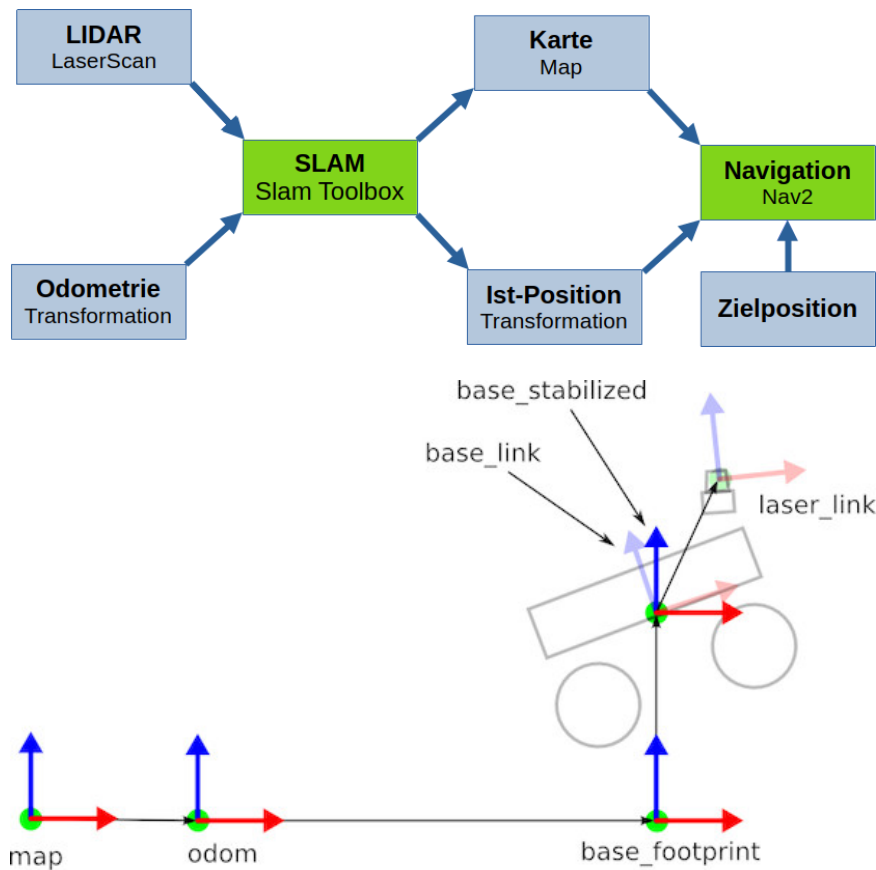 LIDAR
LaserScan
Karte
Map
SLAM
Slam Toolbox
Navigation
Nav2
Odometrie
Transformation
Ist-Position
Transformation
Zielposition
base_stabilized
base_link
laser_link
map
odom
base_footprint